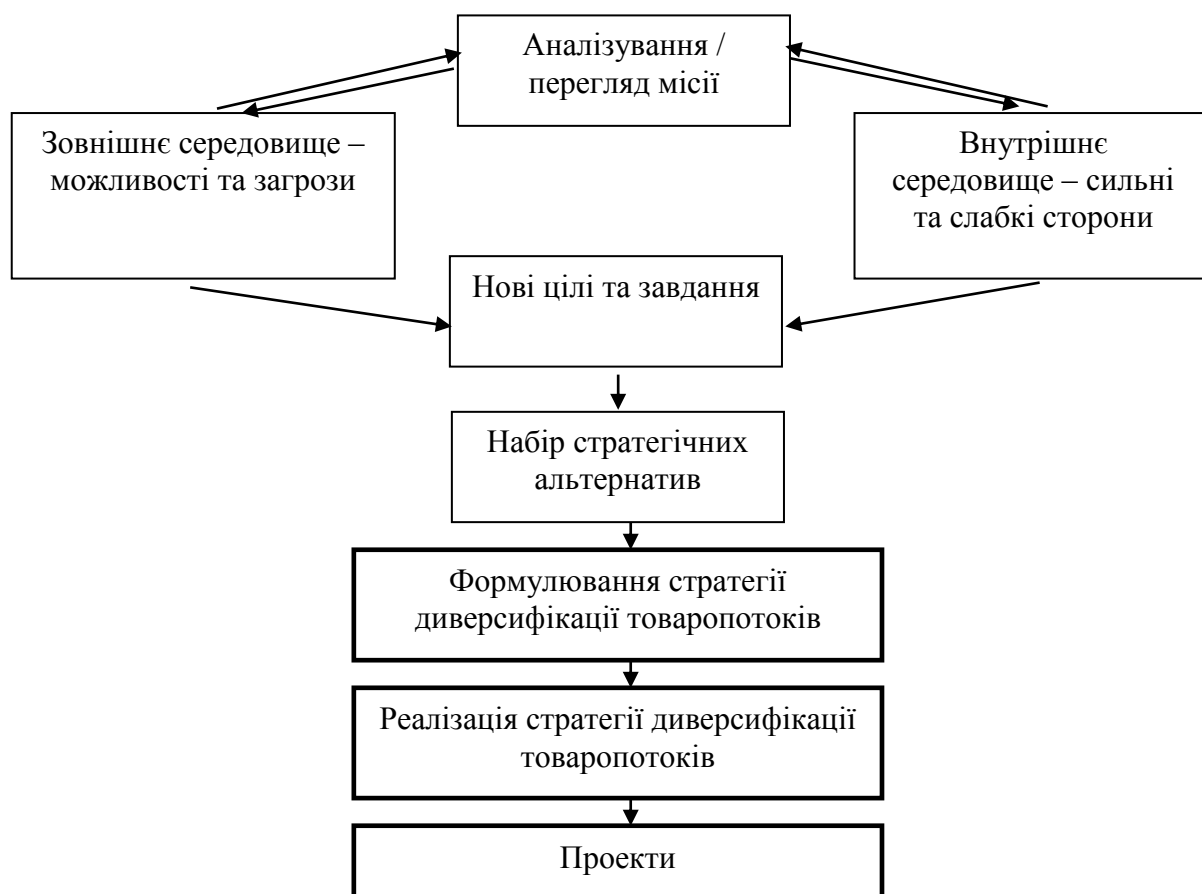 Аналізування /
перегляд місії
Зовнішнє середовище –
можливості та загрози
Внутрішнє
середовище – сильні
та слабкі сторони
Нові цілі та завдання
Набір стратегічних
альтернатив
Формулювання стратегії
диверсифікації товаропотоків
Реалізація стратегії диверсифікації
товаропотоків
Проекти